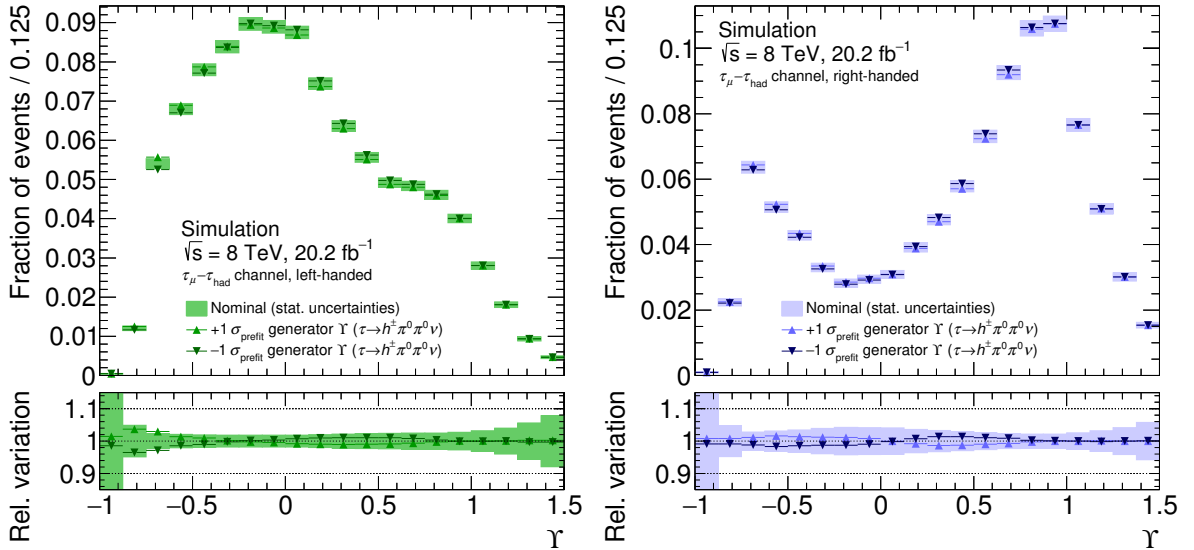 Fraction of events / 0.125
0.09
0.08
0.07
0.06
0.05
0.04
0.03
0.02
0.01
0
Simulation
√s = 8 TeV, 20.2 fb⁻¹
τμ−τhad channel, left-handed
Nominal (stat. uncertainties)
+1 σprefit generator ϒ (τ→h±π⁰π⁰ν)
−1 σprefit generator ϒ (τ→h±π⁰π⁰ν)
Rel. variation
1.1
1
0.9
−1 −0.5 0 0.5 1 1.5
ϒ
Fraction of events / 0.125
0.1
0.08
0.06
0.04
0.02
0
Simulation
√s = 8 TeV, 20.2 fb⁻¹
τμ−τhad channel, right-handed
Nominal (stat. uncertainties)
+1 σprefit generator ϒ (τ→h±π⁰π⁰ν)
−1 σprefit generator ϒ (τ→h±π⁰π⁰ν)
Rel. variation
1.1
1
0.9
−1 −0.5 0 0.5 1 1.5
ϒ